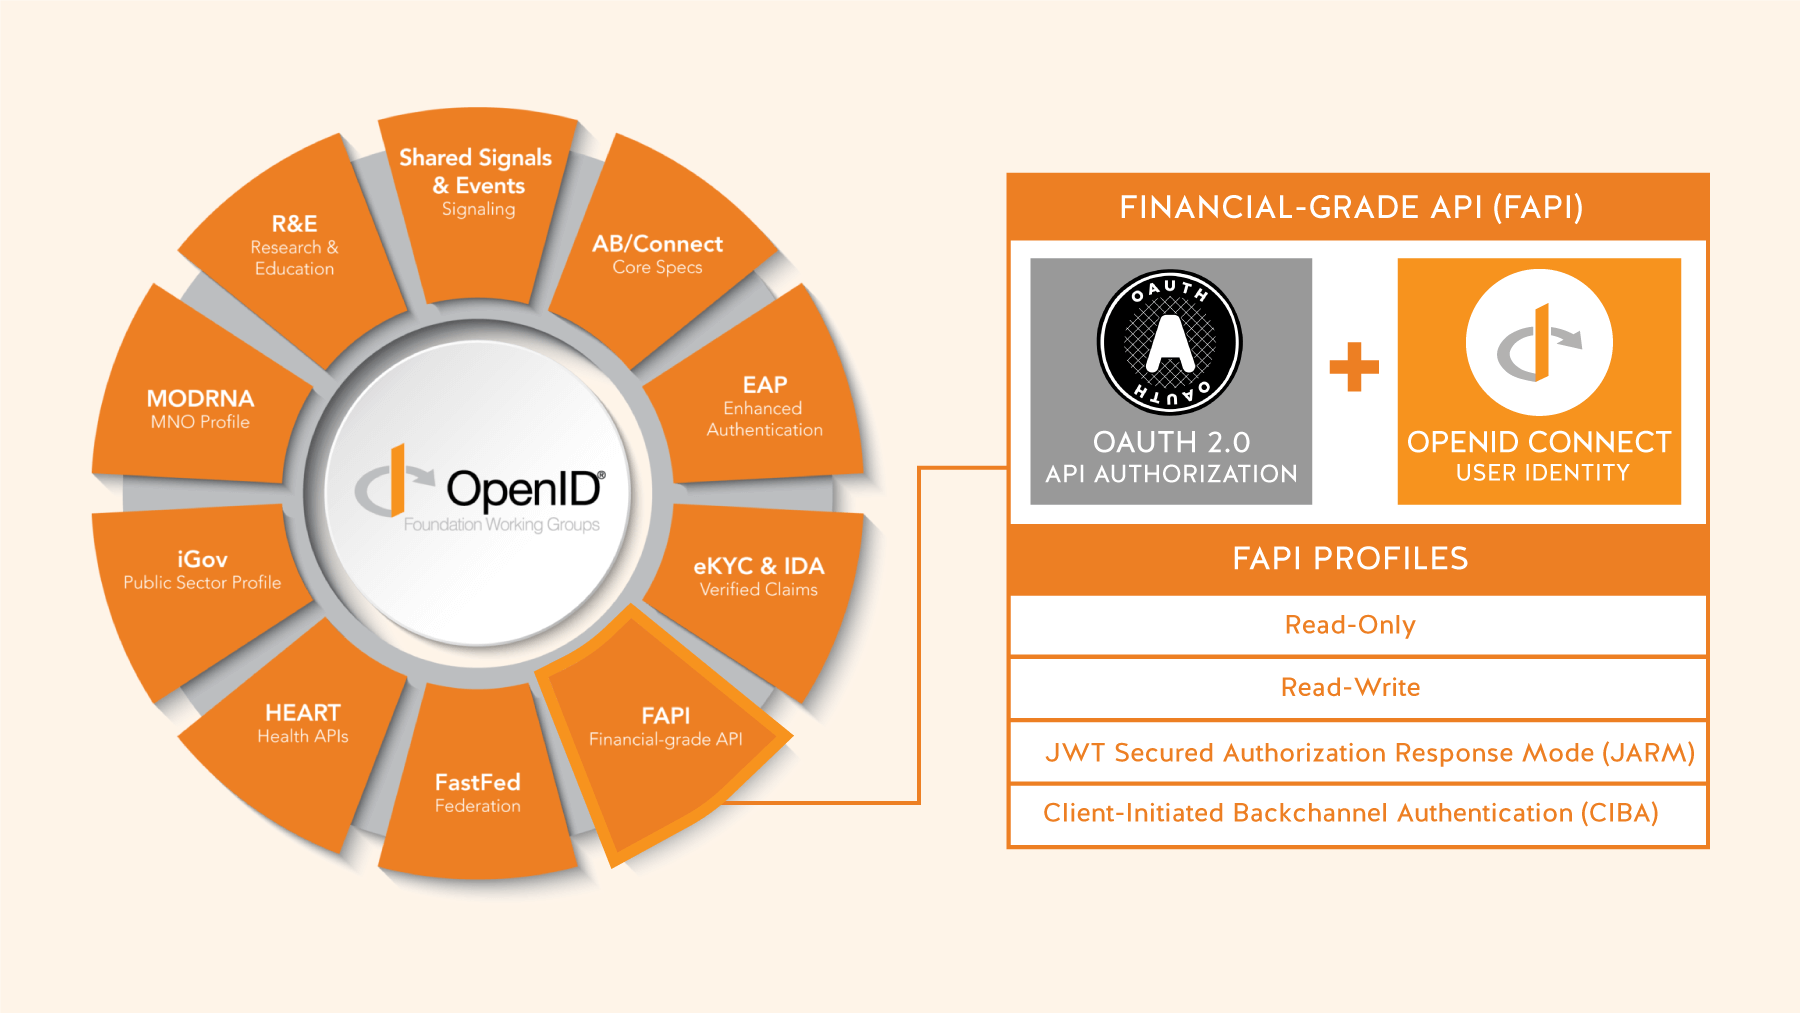 Shared Signals
& Events
Signaling
AB/Connect
Core Specs
EAP
Enhanced
Authentication
eKYC & IDA
Verified Claims
FAPI
Financial-grade API
FastFed
Federation
HEART
Health APIs
iGov
Public Sector Profile
MODRNA
MNO Profile
R&E
Research &
Education
OpenID®
Foundation Working Groups
FINANCIAL-GRADE API (FAPI)
OAUTH
A
OAUTH
OAUTH 2.0
API AUTHORIZATION
+
OPENID CONNECT
USER IDENTITY
FAPI PROFILES
Read-Only
Read-Write
JWT Secured Authorization Response Mode (JARM)
Client-Initiated Backchannel Authentication (CIBA)